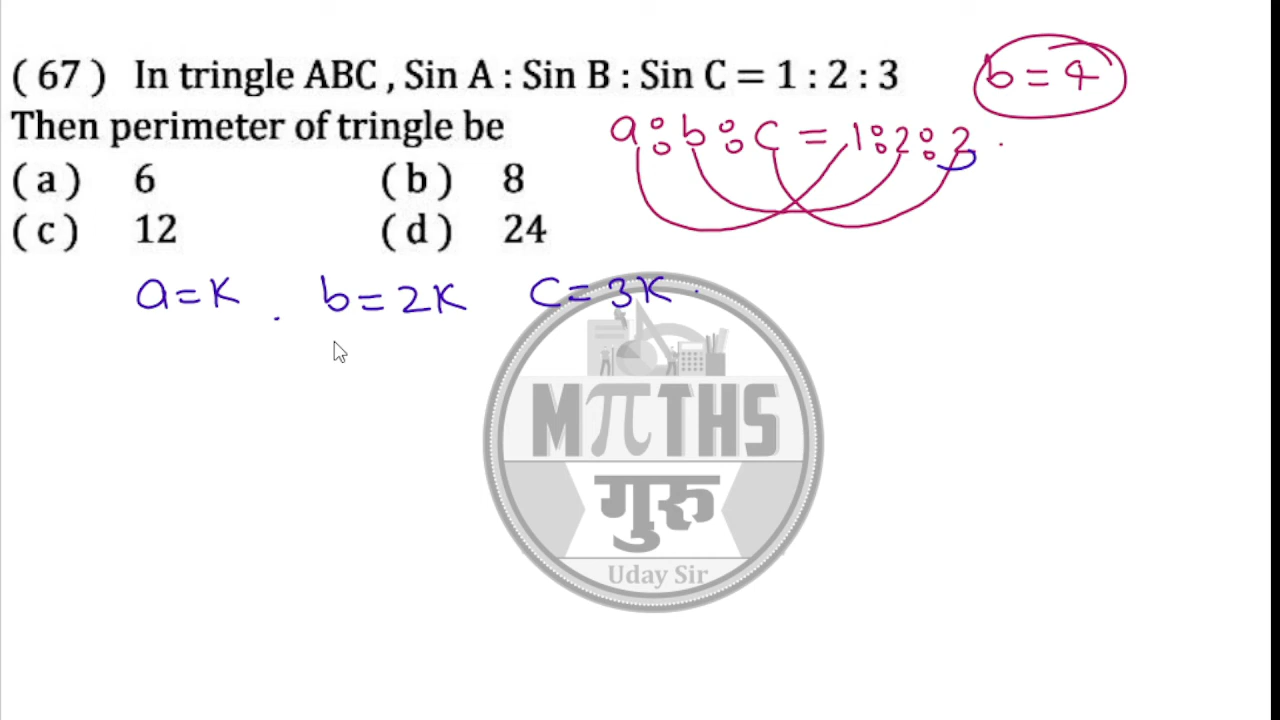 ( 67 ) In tringle ABC , Sin A : Sin B : Sin C = 1 : 2 : 3
b = 4
Then perimeter of tringle be
a : b : c = 1 : 2 : 3
( a ) 6 ( b ) 8
( c ) 12 ( d ) 24
a = K . b = 2K c = 3K .
MπTHS
गुरु
Uday Sir